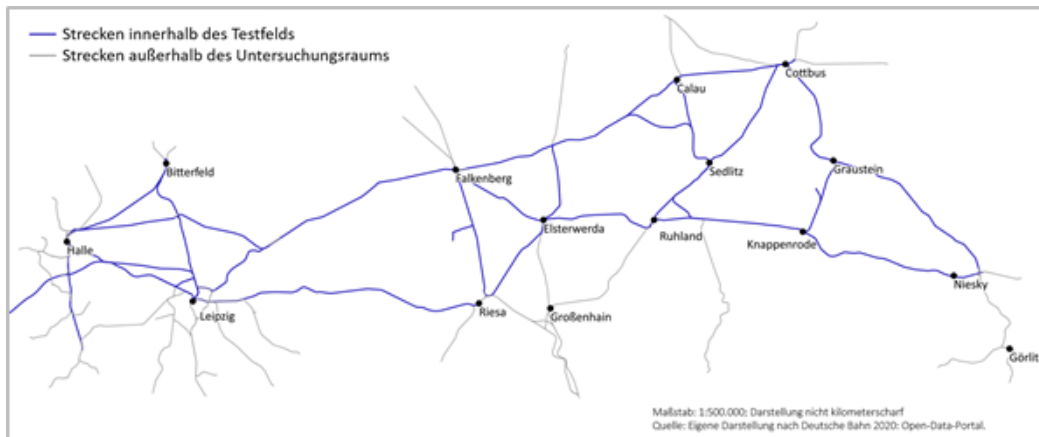 Strecken innerhalb des Testfelds
Strecken außerhalb des Untersuchungsraums
Cottbus
Calau
Bitterfeld
Falkenberg
Sedlitz
Graustein
Halle
Elsterwerda
Ruhland
Knappenrode
Niesky
Leipzig
Riesa
Großenhain
Görlit
Maßstab: 1:500.000; Darstellung nicht kilometerscharf
Quelle: Eigene Darstellung nach Deutsche Bahn 2020: Open-Data-Portal.